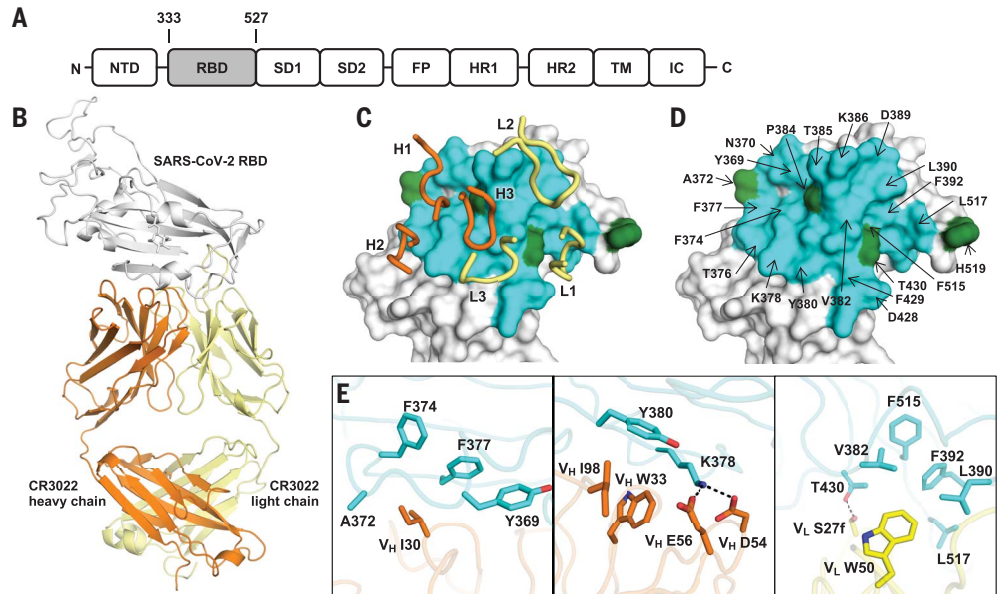 A
333 527
N NTD RBD SD1 SD2 FP HR1 HR2 TM IC C
B
SARS-CoV-2 RBD
CR3022
heavy chain
CR3022
light chain
C
L2
H1
H3
H2
L3
L1
D
K386
D389
T385
P384
N370
Y369
A372
L390
F392
L517
F377
F374
T376
K378
Y380
V382
H519
T430
F515
F429
D428
E
F374
F377
A372
Y369
VH I30
Y380
K378
VH I98
VH W33
VH E56
VH D54
F515
V382
F392
L390
T430
VL S27f
VL W50
L517